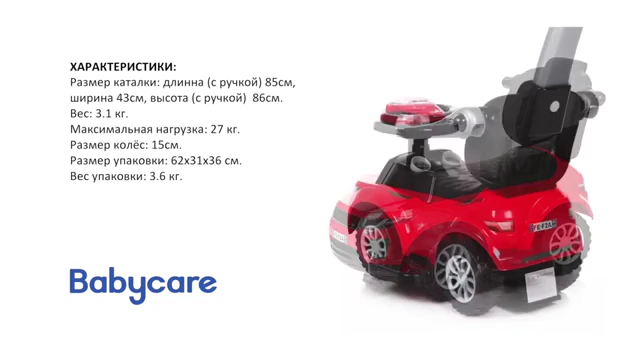 ХАРАКТЕРИСТИКИ:
Размер каталки: длинна (с ручкой) 85см,
ширина 43см, высота (с ручкой) 86см.
Вес: 3.1 кг.
Максимальная нагрузка: 27 кг.
Размер колёс: 15см.
Размер упаковки: 62х31х36 см.
Вес упаковки: 3.6 кг.
Babycare